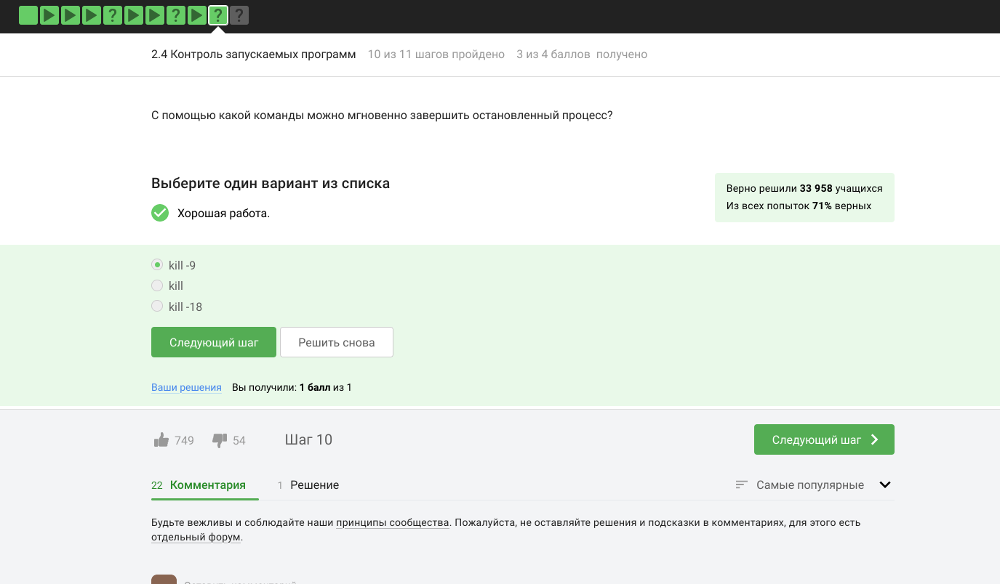 ? ? ? ?
2.4 Контроль запускаемых программ 10 из 11 шагов пройдено 3 из 4 баллов получено
С помощью какой команды можно мгновенно завершить остановленный процесс?
Выберите один вариант из списка
Хорошая работа.
Верно решили 33 958 учащихся
Из всех попыток 71% верных
kill -9
kill
kill -18
Следующий шаг Решить снова
Ваши решения Вы получили: 1 балл из 1
749 54 Шаг 10 Следующий шаг
22 Комментария 1 Решение Самые популярные
Будьте вежливы и соблюдайте наши принципы сообщества. Пожалуйста, не оставляйте решения и подсказки в комментариях, для этого есть
отдельный форум.